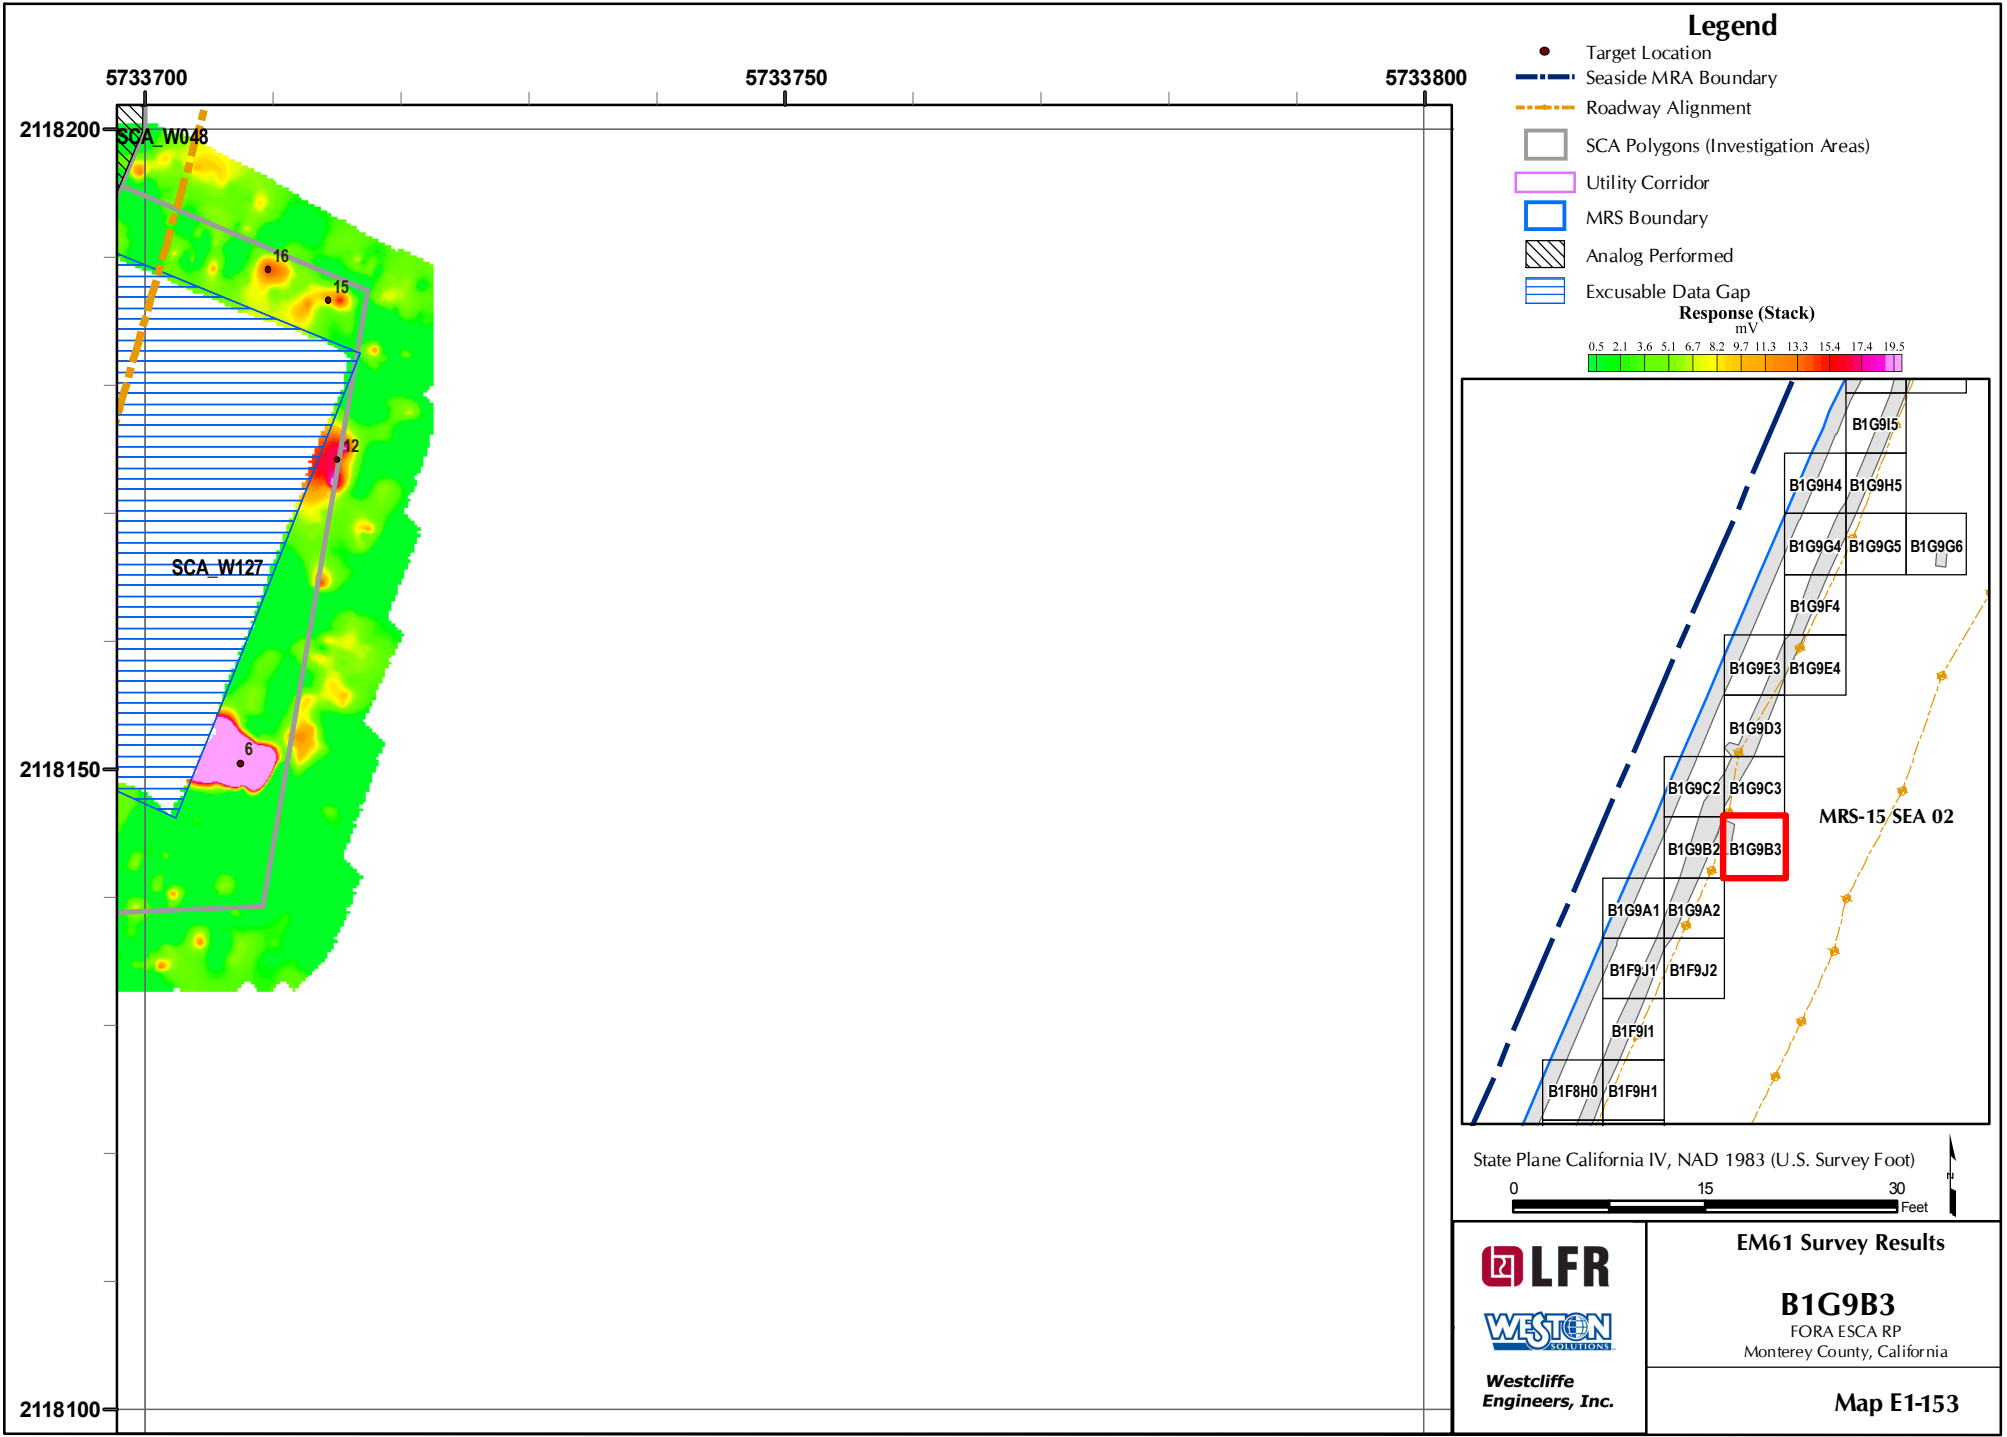 Legend
Target Location
Seaside MRA Boundary
Roadway Alignment
SCA Polygons (Investigation Areas)
Utility Corridor
MRS Boundary
Analog Performed
Excusable Data Gap
Response (Stack)
mV
0.5 2.1 3.6 5.1 6.7 8.2 9.7 11.3 13.3 15.4 17.4 19.5
5733700 5733750 5733800
2118200
2118150
2118100
SCA_W048
16
15
12
SCA_W127
6
B1G9I5
B1G9H4 B1G9H5
B1G9G4 B1G9G5 B1G9G6
B1G9F4
B1G9E3 B1G9E4
B1G9D3
B1G9C2 B1G9C3
MRS-15 SEA 02
B1G9B2 B1G9B3
B1G9A1 B1G9A2
B1F9J1 B1F9J2
B1F9I1
B1F8H0 B1F9H1
State Plane California IV, NAD 1983 (U.S. Survey Foot)
N
0 15 30
Feet
LFR
WESTON
SOLUTIONS
Westcliffe
Engineers, Inc.
EM61 Survey Results
B1G9B3
FORA ESCA RP
Monterey County, California
Map E1-153